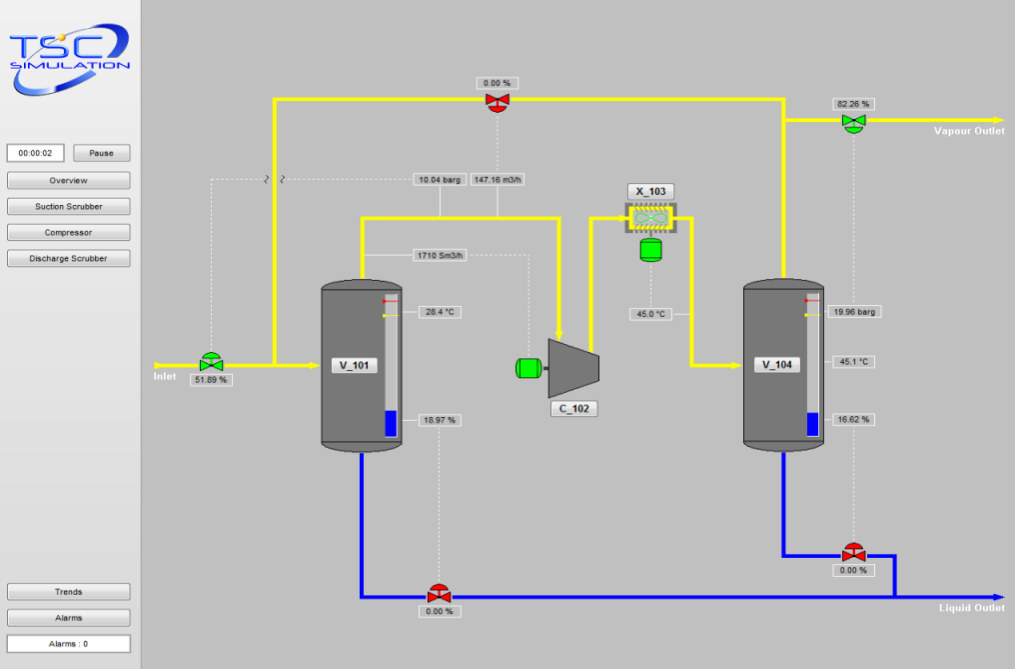 TSC
SIMULATION
00:00:02
Pause
Overview
Suction Scrubber
Compressor
Discharge Scrubber
Trends
Alarms
Alarms : 0
0.00 %
82.26 %
Vapour Outlet
10.04 barg
147.16 m3/h
X_103
1710 Sm3/h
28.4 °C
45.0 °C
19.96 barg
Inlet
51.89 %
V_101
V_104
45.1 °C
C_102
18.97 %
16.62 %
0.00 %
0.00 %
Liquid Outlet